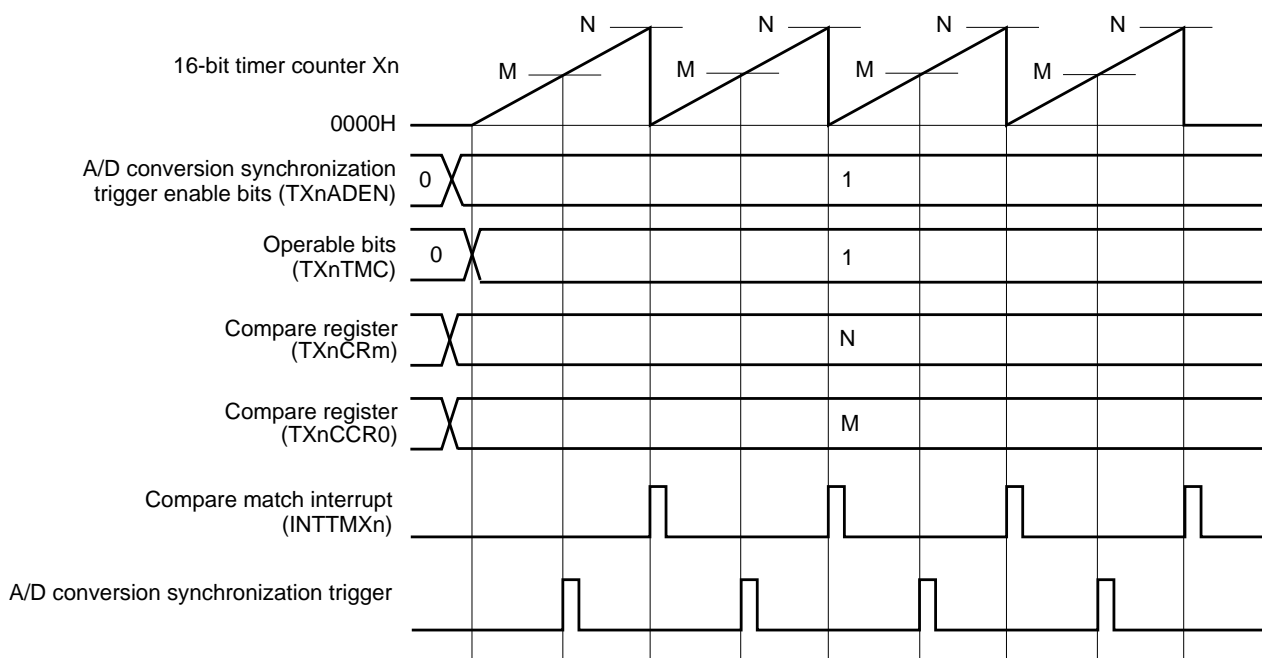 N N N N
16-bit timer counter Xn
M M M M
0000H
A/D conversion synchronization
trigger enable bits (TXnADEN)
0 1
Operable bits
(TXnTMC)
0 1
Compare register
(TXnCRm)
N
Compare register
(TXnCCR0)
M
Compare match interrupt
(INTTMXn)
A/D conversion synchronization trigger